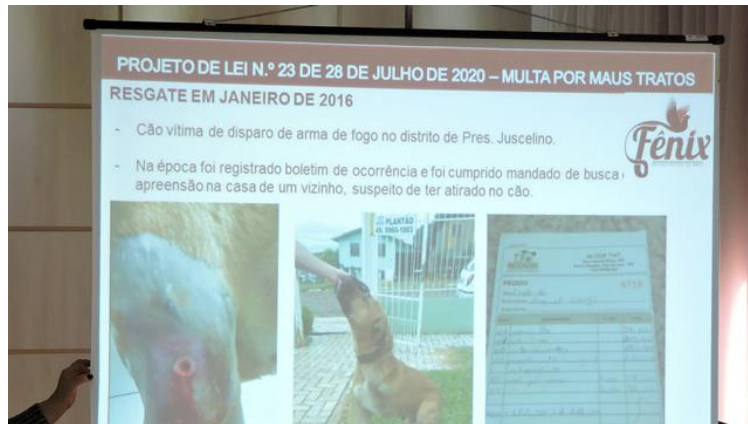 PROJETO DE LEI N.º 23 DE 28 DE JULHO DE 2020 – MULTA POR MAUS TRATOS
RESGATE EM JANEIRO DE 2016
Fênix
- Cão vítima de disparo de arma de fogo no distrito de Pres. Juscelino.
- Na época foi registrado boletim de ocorrência e foi cumprido mandado de busca
apreensão na casa de um vizinho, suspeito de ter atirado no cão.
PLANTÃO
PEDIDO